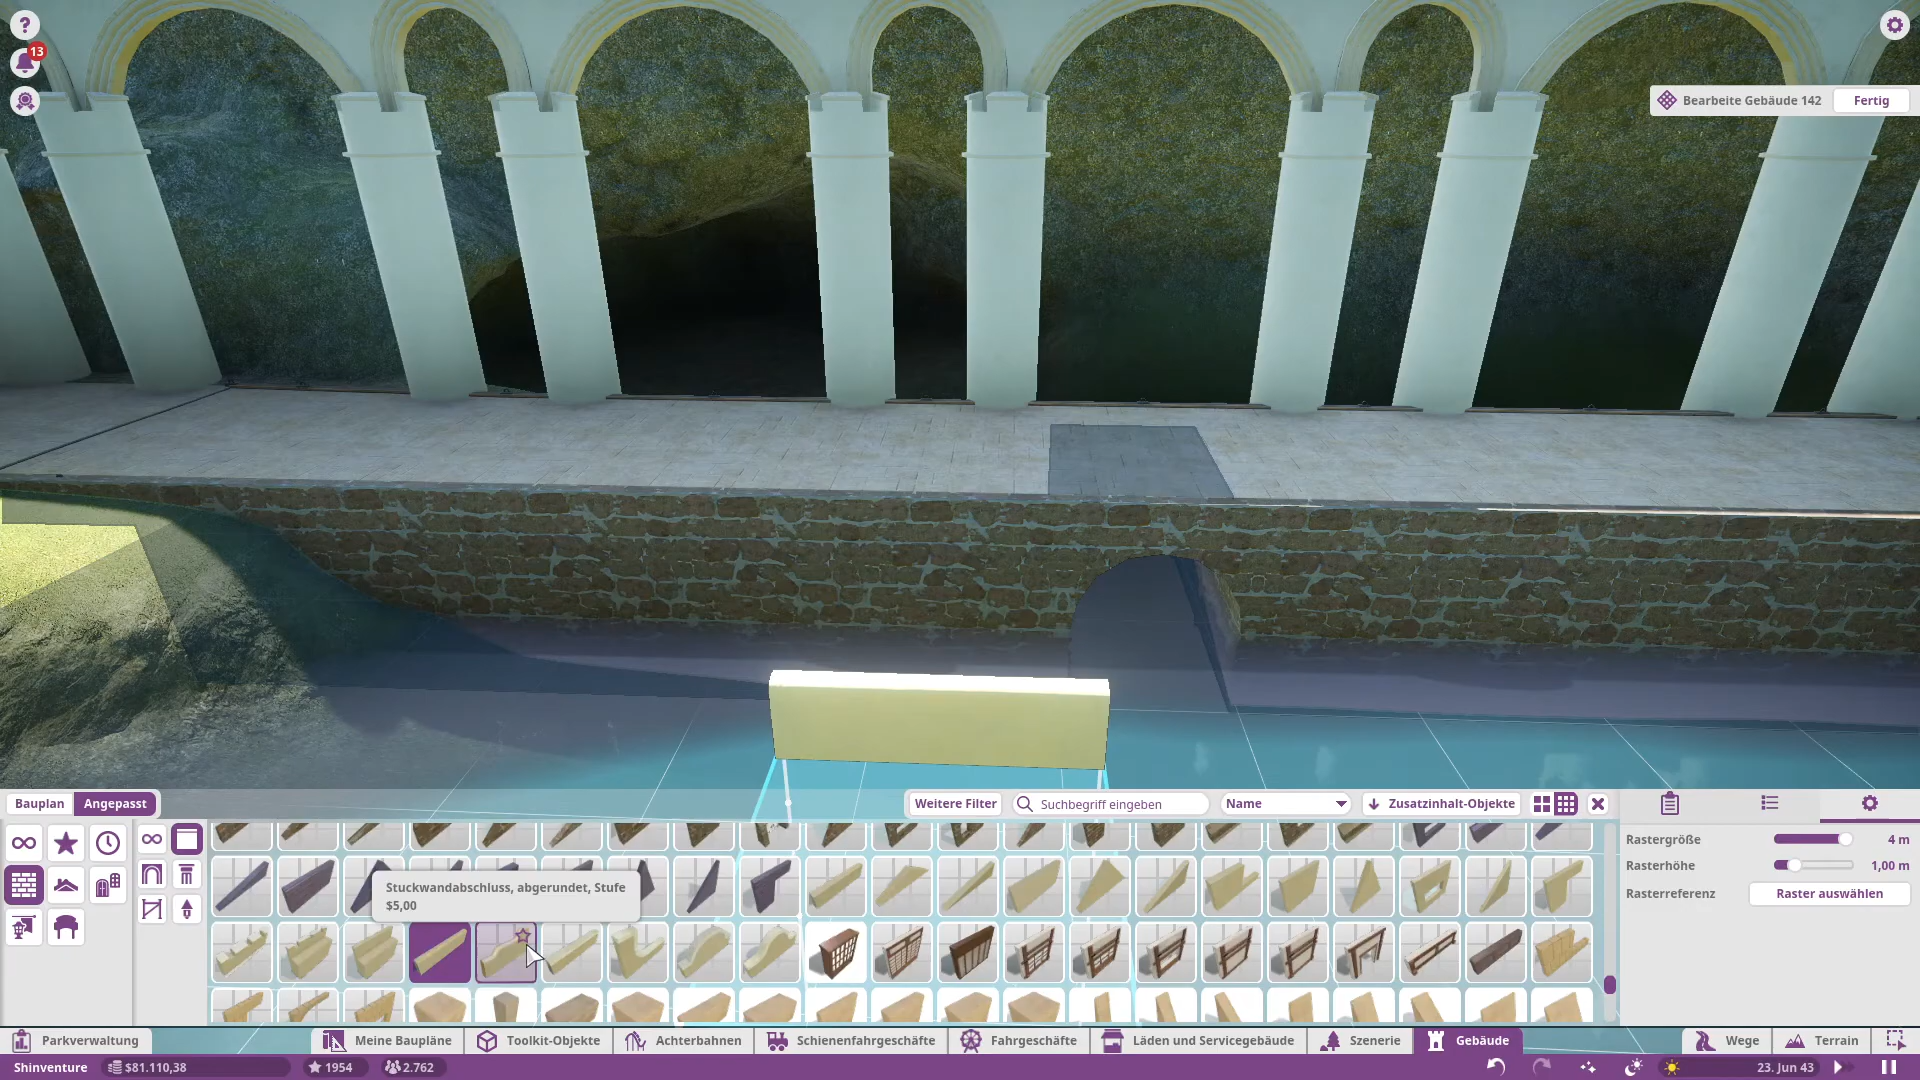 ?
13
Bearbeite Gebäude 142
Fertig
Bauplan
Angepasst
Weitere Filter
Suchbegriff eingeben
Name
Zusatzinhalt-Objekte
Rastergröße
4 m
Rasterhöhe
1,00 m
Rasterreferenz
Raster auswählen
Stuckwandabschluss, abgerundet, Stufe
$5,00
Parkverwaltung
Meine Baupläne
Toolkit-Objekte
Achterbahnen
Schienenfahrgeschäfte
Fahrgeschäfte
Läden und Servicegebäude
Szenerie
Gebäude
Wege
Terrain
Shinventure
$81.110,38
1954
2.762
23. Jun 43